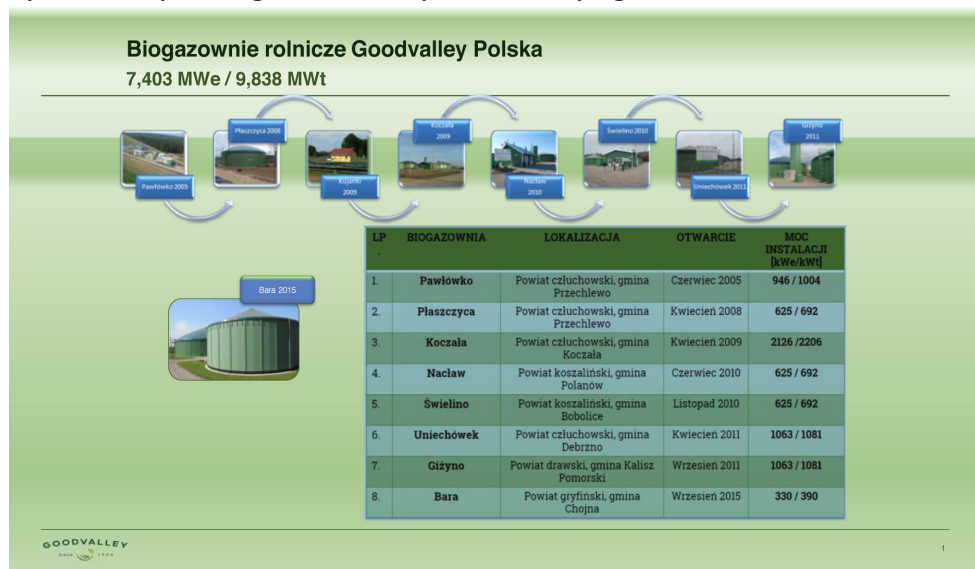 Biogazownie rolnicze Goodvalley Polska
7,403 MWe / 9,838 MWt
Pawłówko 2005
Płaszczyca 2008
Kujanki
2009
Koczała
2009
Nacław
2010
Świelino 2010
Uniechówek 2011
Giżyno
2011
Bara 2015
LP
.
BIOGAZOWNIA
LOKALIZACJA
OTWARCIE
MOC
INSTALACJI
[kWe/kWt]
1. Pawłówko Powiat człuchowski, gmina Czerwiec 2005 946 / 1004
Przechlewo
2. Płaszczyca Powiat człuchowski, gmina Kwiecień 2008 625 / 692
Przechlewo
3. Koczała Powiat człuchowski, gmina Kwiecień 2009 2126 /2206
Koczała
4. Nacław Powiat koszaliński, gmina Czerwiec 2010 625 / 692
Polanów
5. Świelino Powiat koszaliński, gmina Listopad 2010 625 / 692
Bobolice
6. Uniechówek Powiat człuchowski, gmina Kwiecień 2011 1063 / 1081
Debrzno
7. Giżyno Powiat drawski, gmina Kalisz Wrzesień 2011 1063 / 1081
Pomorski
8. Bara Powiat gryfiński, gmina Wrzesień 2015 330 / 390
Chojna
GOODVALLEY
Since 1994
1